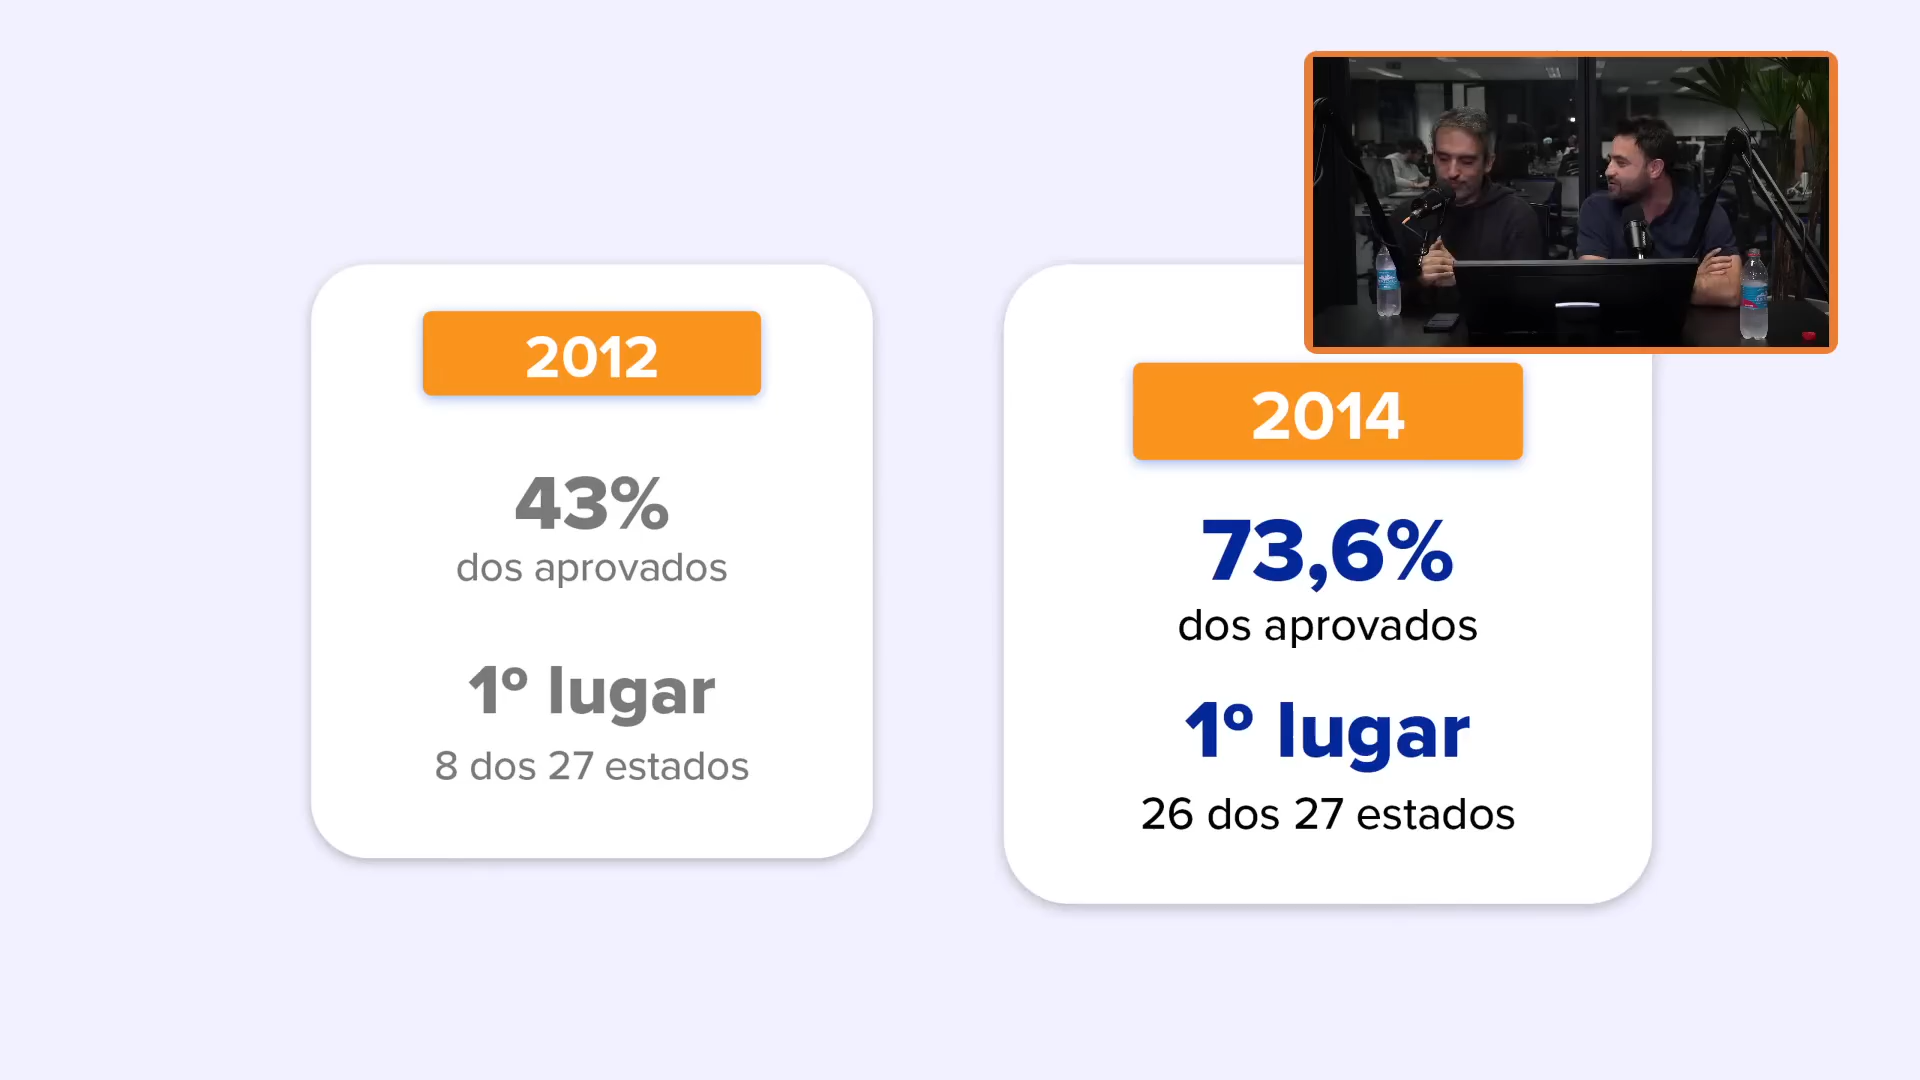 2012
43%
dos aprovados
1º lugar
8 dos 27 estados
2014
73,6%
dos aprovados
1º lugar
26 dos 27 estados